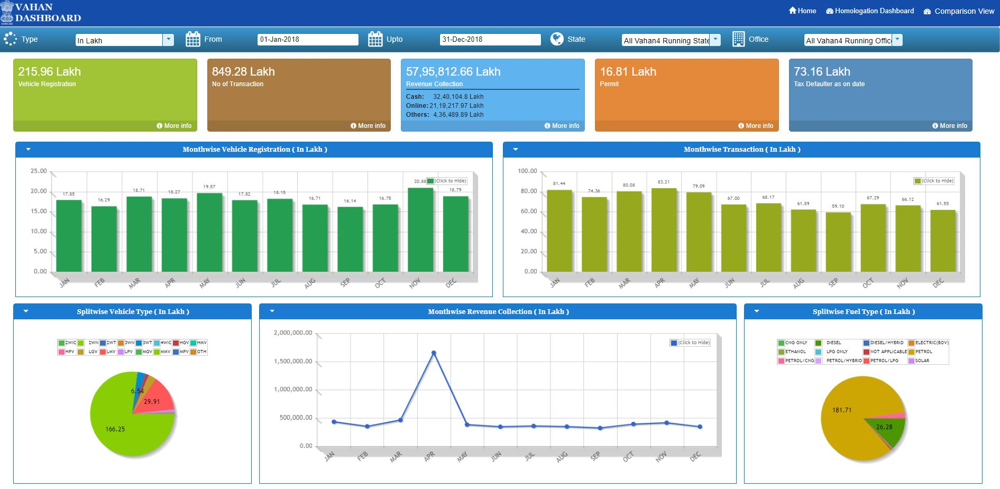 VAHAN
DASHBOARD
Home Homologation Dashboard Comparison View
Type In Lakh From 01-Jan-2018 Upto 31-Dec-2018 State All Vahan4 Running State Office All Vahan4 Running Offic
215.96 Lakh
Vehicle Registration
More info
849.28 Lakh
No of Transaction
More info
57,95,812.66 Lakh
Revenue Collection
Cash: 32,40,104.8 Lakh
Online: 21,19,217.97 Lakh
Others: 4,36,489.89 Lakh
More info
16.81 Lakh
Permit
More info
73.16 Lakh
Tax Defaulter as on date
More info
Monthwise Vehicle Registration ( In Lakh )
(Click to Hide)
25.00
20.00
15.00
10.00
5.00
0.00
17.85 16.29 18.71 18.27 19.57 17.82 18.15 16.71 16.14 16.75 20.88 18.79
JAN FEB MAR APR MAY JUN JUL AUG SEP OCT NOV DEC
Monthwise Transaction ( In Lakh )
(Click to Hide)
100.00
80.00
60.00
40.00
20.00
0.00
81.44 74.36 80.08 83.21 79.09 67.00 68.17 61.89 59.10 67.29 66.12 61.55
JAN FEB MAR APR MAY JUN JUL AUG SEP OCT NOV DEC
Splitwise Vehicle Type ( In Lakh )
2WIC 2WN 2WT 3WN 3WT 4WIC HGV HMV
HPV LGV LMV LPV MGV MMV MPV OTH
6.54
29.91
166.25
Monthwise Revenue Collection ( In Lakh )
(Click to Hide)
2,000,000.00
1,500,000.00
1,000,000.00
500,000.00
0.00
JAN FEB MAR APR MAY JUN JUL AUG SEP OCT NOV DEC
Splitwise Fuel Type ( In Lakh )
CNG ONLY DIESEL DIESEL/HYBRID ELECTRIC(BOV)
ETHANOL LPG ONLY NOT APPLICABLE PETROL
PETROL/CNG PETROL/HYBRID PETROL/LPG SOLAR
181.71
26.28